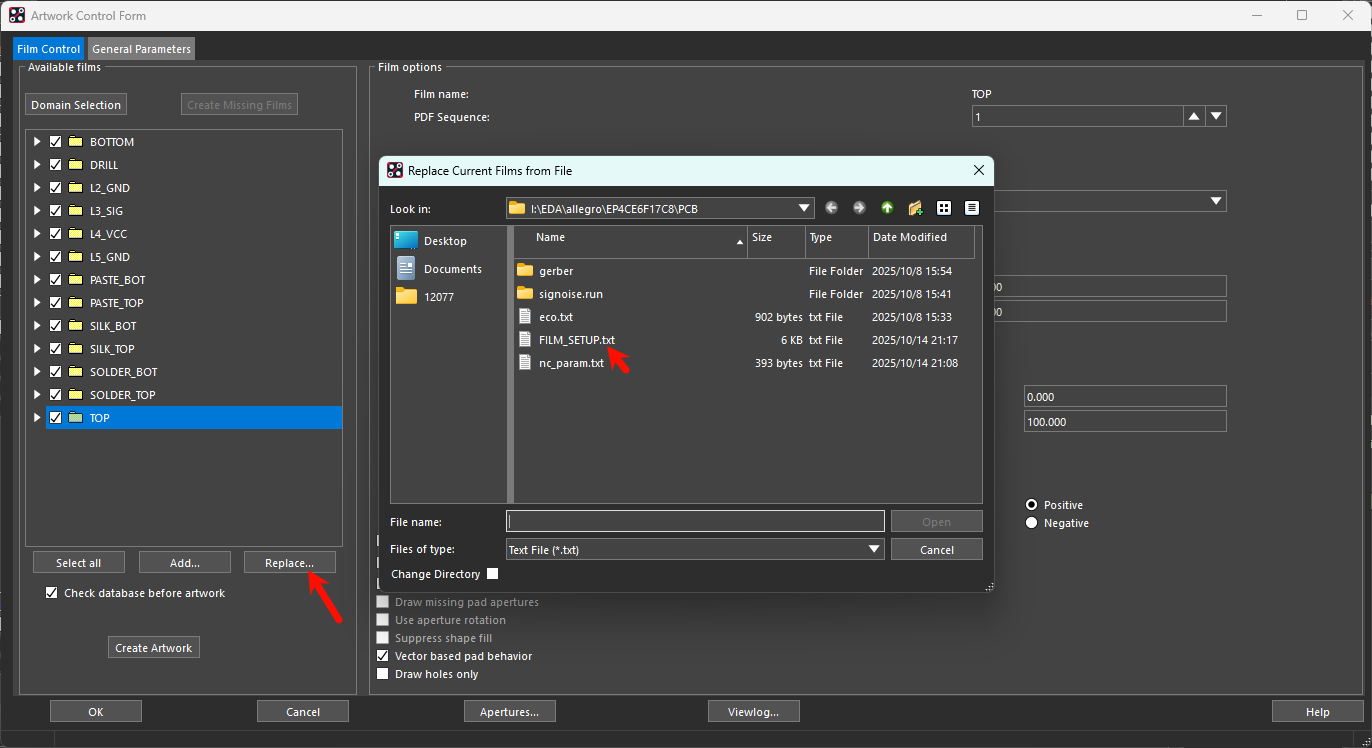 Artwork Control Form
Film Control General Parameters
Available films
Domain Selection Create Missing Films
BOTTOM
DRILL
L2_GND
L3_SIG
L4_VCC
L5_GND
PASTE_BOT
PASTE_TOP
SILK_BOT
SILK_TOP
SOLDER_BOT
SOLDER_TOP
TOP
Select all Add... Replace...
Check database before artwork
Create Artwork
Film options
Film name: TOP
PDF Sequence: 1
Replace Current Films from File
Look in: I:\EDA\allegro\EP4CE6F17C8\PCB
Desktop
Documents
12077
Name Size Type Date Modified
gerber File Folder 2025/10/8 15:54
signoise.run File Folder 2025/10/8 15:41
eco.txt 902 bytes txt File 2025/10/8 15:33
FILM_SETUP.txt 6 KB txt File 2025/10/14 21:17
nc_param.txt 393 bytes txt File 2025/10/14 21:08
File name: Open
Files of type: Text File (*.txt) Cancel
Change Directory
0.000
100.000
Positive
Negative
Draw missing pad apertures
Use aperture rotation
Suppress shape fill
Vector based pad behavior
Draw holes only
OK Cancel Apertures... Viewlog... Help